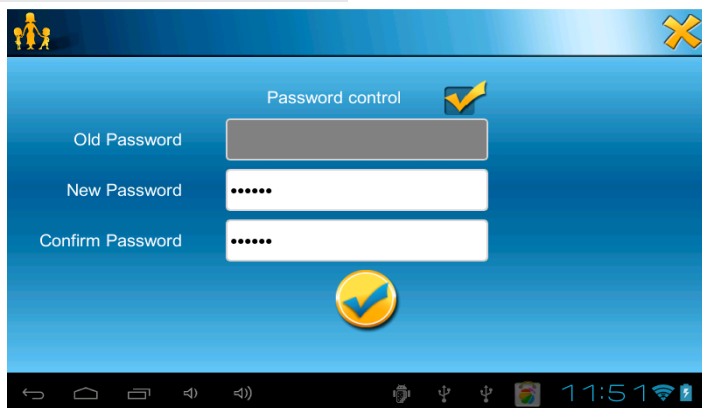 Password control
Old Password
New Password
••••••
Confirm Password
••••••
11:51